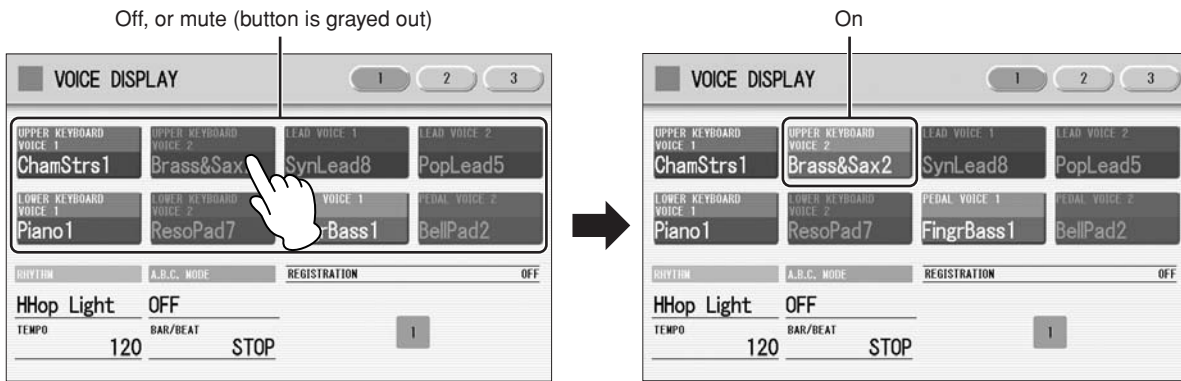 Off, or mute (button is grayed out)
On
VOICE DISPLAY 1 2 3
UPPER KEYBOARD VOICE 1
ChamStrs1
UPPER KEYBOARD VOICE 2
Brass&Sax
LEAD VOICE 1
SynLead8
LEAD VOICE 2
PopLead5
LOWER KEYBOARD VOICE 1
Piano1
LOWER KEYBOARD VOICE 2
ResoPad7
VOICE 1
rBass1
PEDAL VOICE 2
BellPad2
RHYTHM
HHop Light
A.B.C. MODE
OFF
REGISTRATION OFF
TEMPO
120
BAR/BEAT
STOP
1
VOICE DISPLAY 1 2 3
UPPER KEYBOARD VOICE 1
ChamStrs1
UPPER KEYBOARD VOICE 2
Brass&Sax2
LEAD VOICE 1
SynLead8
LEAD VOICE 2
PopLead5
LOWER KEYBOARD VOICE 1
Piano1
LOWER KEYBOARD VOICE 2
ResoPad7
PEDAL VOICE 1
FingrBass1
PEDAL VOICE 2
BellPad2
RHYTHM
HHop Light
A.B.C. MODE
OFF
REGISTRATION OFF
TEMPO
120
BAR/BEAT
STOP
1